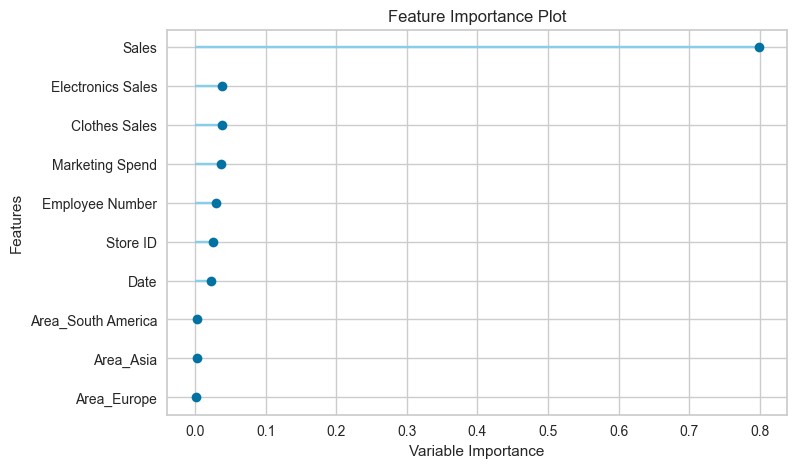 Feature Importance Plot
Sales
Electronics Sales
Clothes Sales
Marketing Spend
Employee Number
Store ID
Date
Area_South America
Area_Asia
Area_Europe
Features
0.0 0.1 0.2 0.3 0.4 0.5 0.6 0.7 0.8
Variable Importance